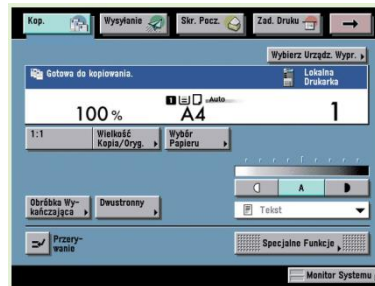 Kop.
Wysyłanie
Skr. Pocz.
Zad. Druku
Wybierz Urządz. Wypr.
Gotowa do kopiowania.
Lokalna
Drukarka
100 %
1
Auto
A4
1
1:1
Wielkość
Kopia/Oryg.
Wybór
Papieru
A
Obróbka Wy-
kańczająca
Dwustronny
Tekst
Przery-
wanie
Specjalne Funkcje
Monitor Systemu